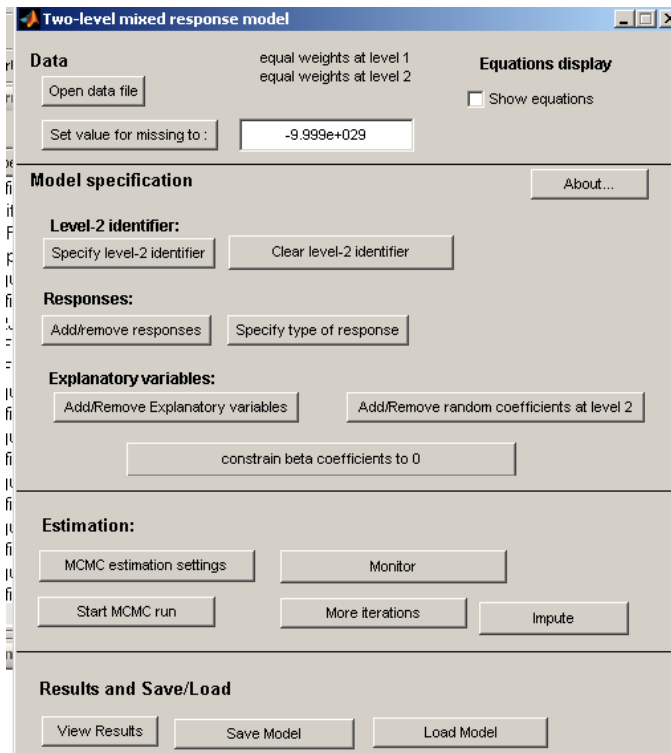 Two-level mixed response model
Data
equal weights at level 1
equal weights at level 2
Equations display
Open data file
Show equations
Set value for missing to :
-9.999e+029
Model specification
About...
Level-2 identifier:
Specify level-2 identifier
Clear level-2 identifier
Responses:
Add/remove responses
Specify type of response
Explanatory variables:
Add/Remove Explanatory variables
Add/Remove random coefficients at level 2
constrain beta coefficients to 0
Estimation:
MCMC estimation settings
Monitor
Start MCMC run
More iterations
Impute
Results and Save/Load
View Results
Save Model
Load Model